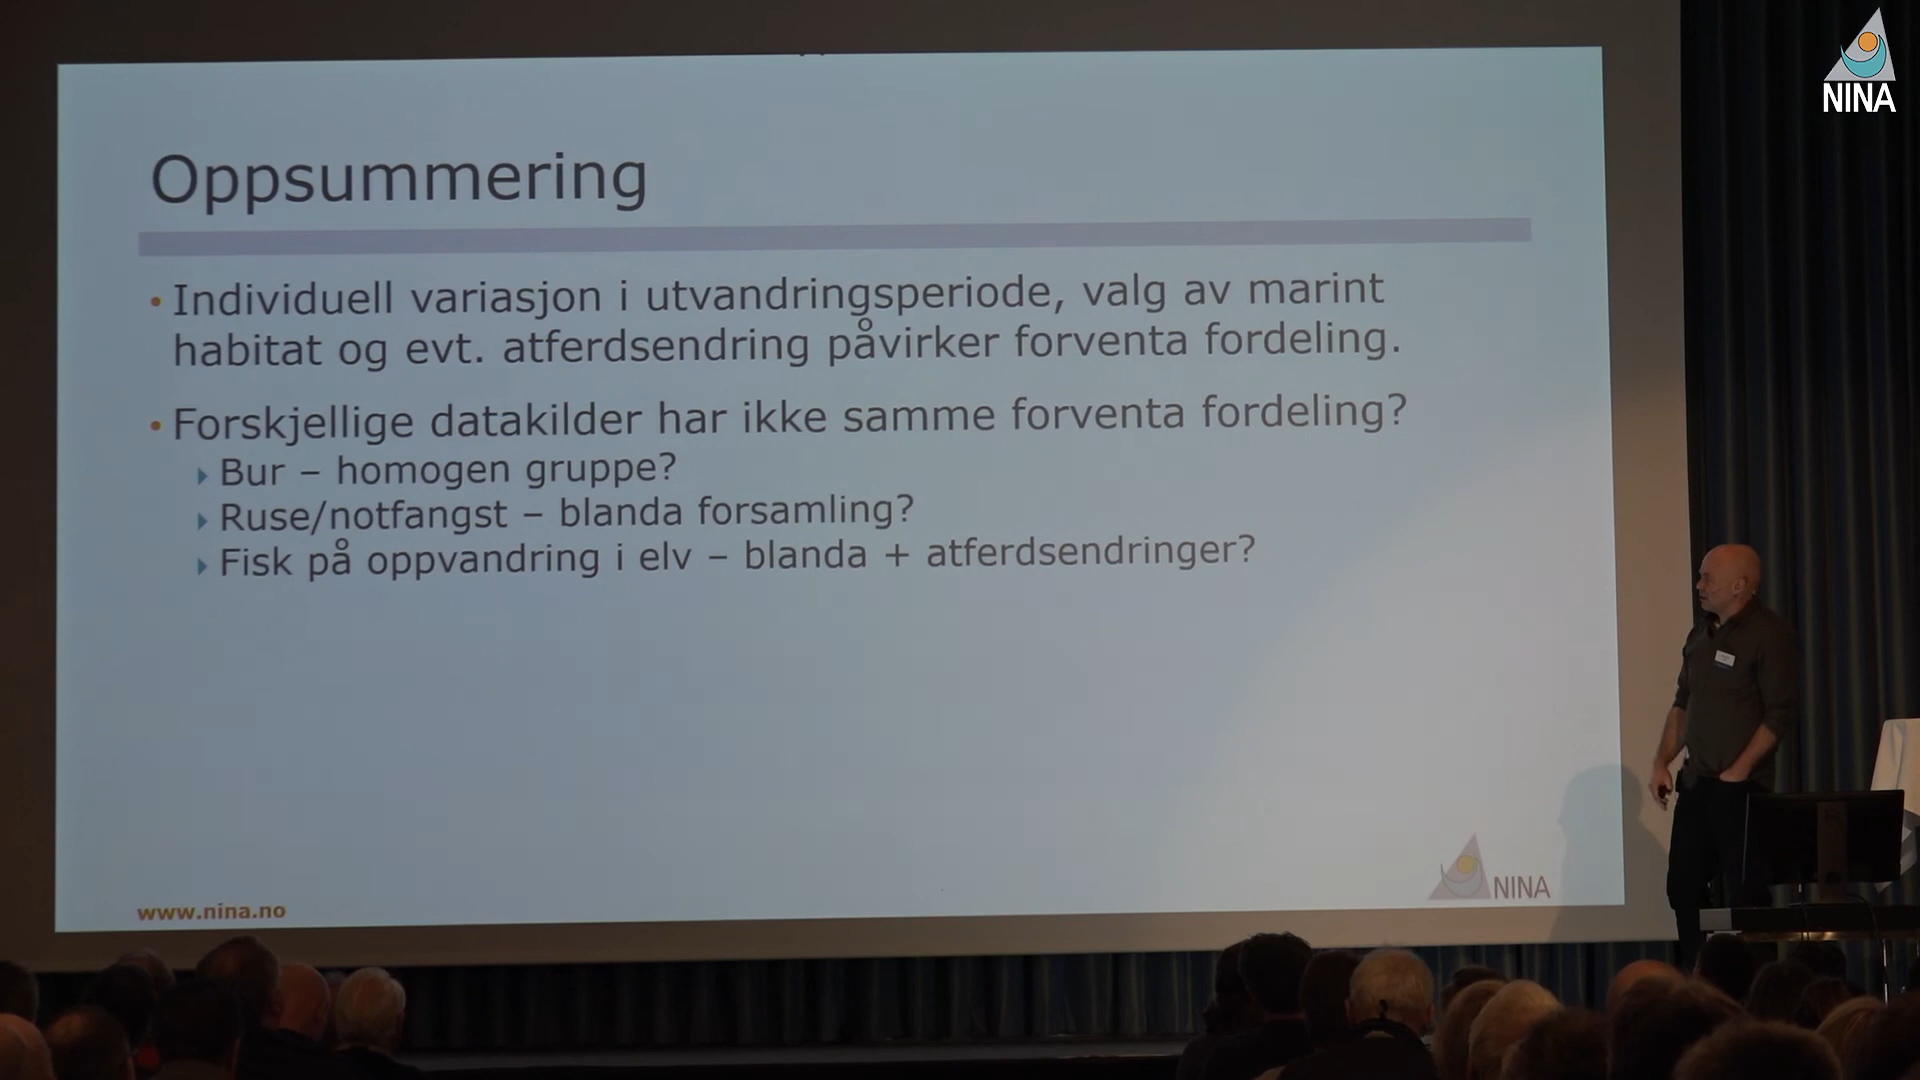 NINA
Oppsummering
• Individuell variasjon i utvandringsperiode, valg av marint
habitat og evt. atferdsendring påvirker forventa fordeling.
• Forskjellige datakilder har ikke samme forventa fordeling?
Bur – homogen gruppe?
Ruse/notfangst – blanda forsamling?
Fisk på oppvandring i elv – blanda + atferdsendringer?
www.nina.no
NINA